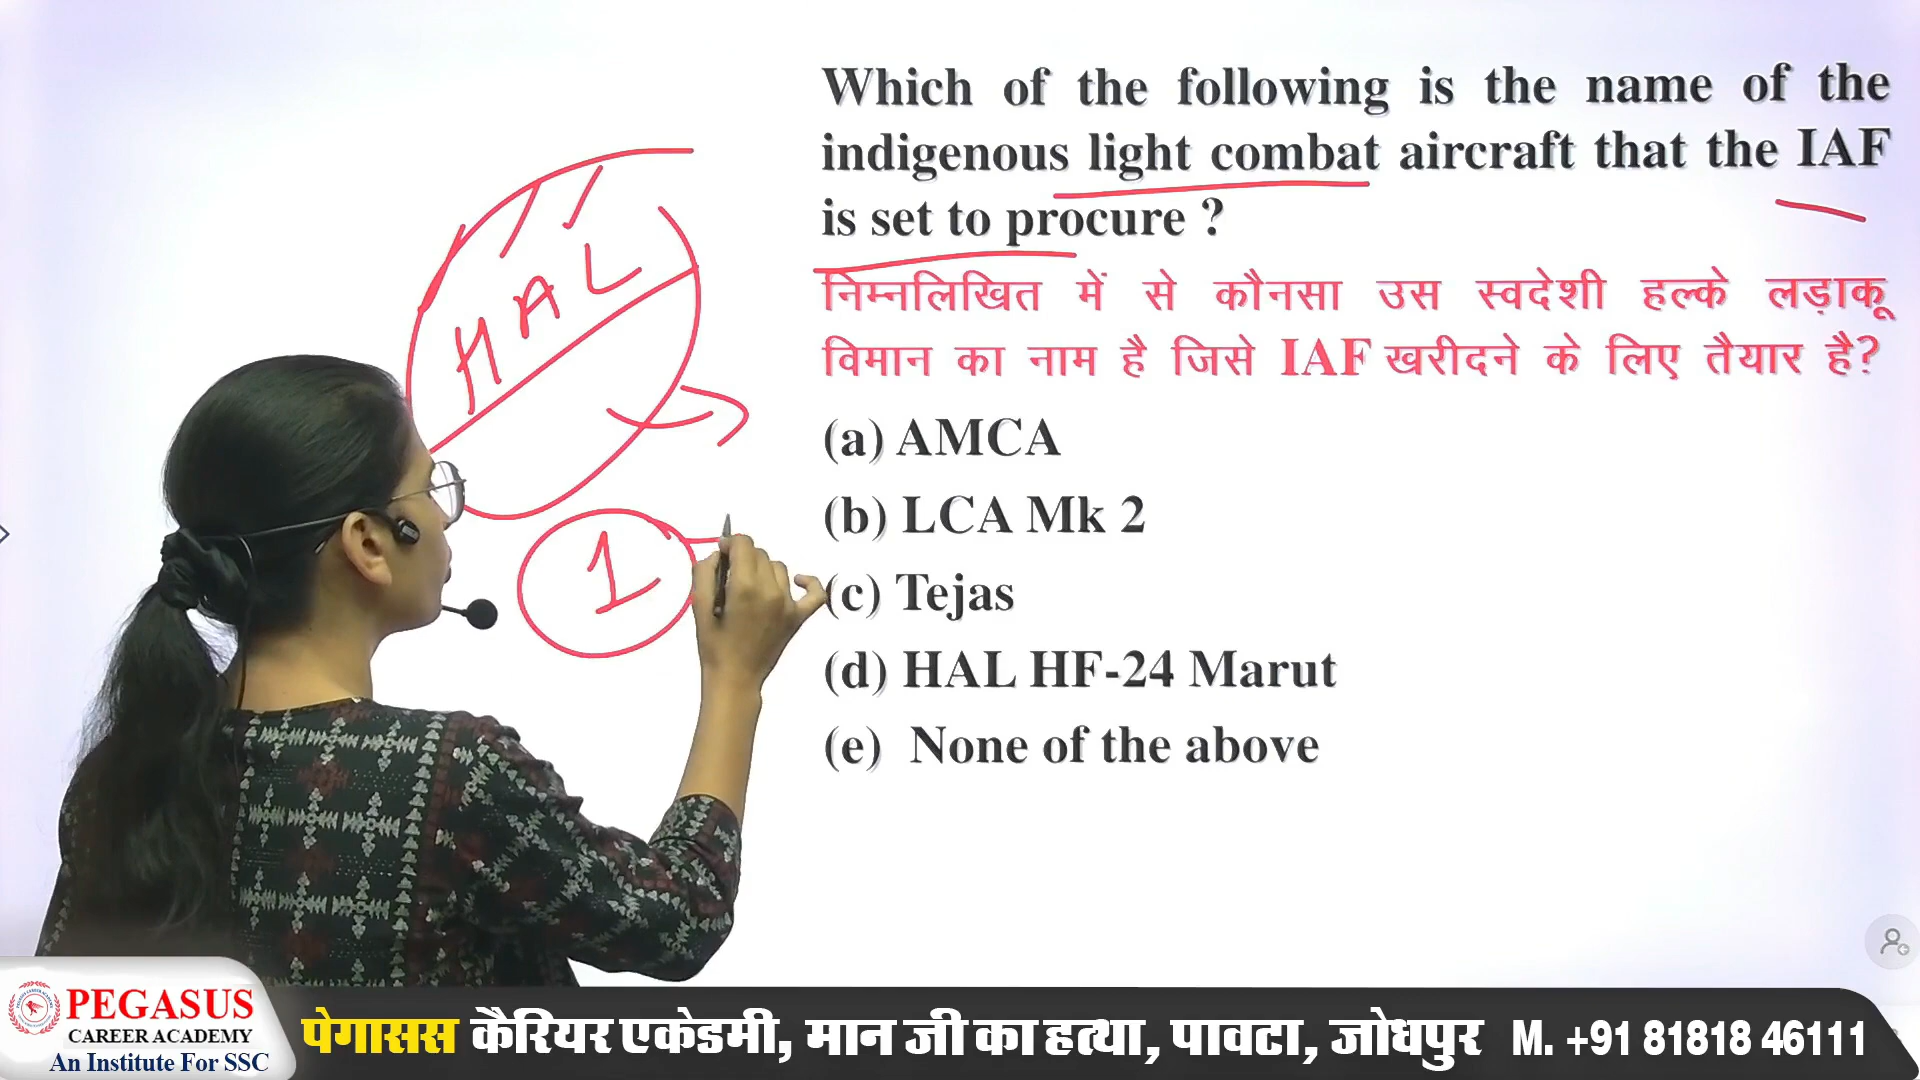 Which of the following is the name of the
indigenous light combat aircraft that the IAF
is set to procure ?
निम्नलिखित में से कौनसा उस स्वदेशी हल्के लड़ाकू
विमान का नाम है जिसे IAF खरीदने के लिए तैयार है?
(a) AMCA
(b) LCA Mk 2
(c) Tejas
(d) HAL HF-24 Marut
(e) None of the above
HAL
1
PEGASUS
CAREER ACADEMY
An Institute For SSC
पेगासस कैरियर एकेडमी, मान जी का हत्था, पावटा, जोधपुर M. +91 81818 46111